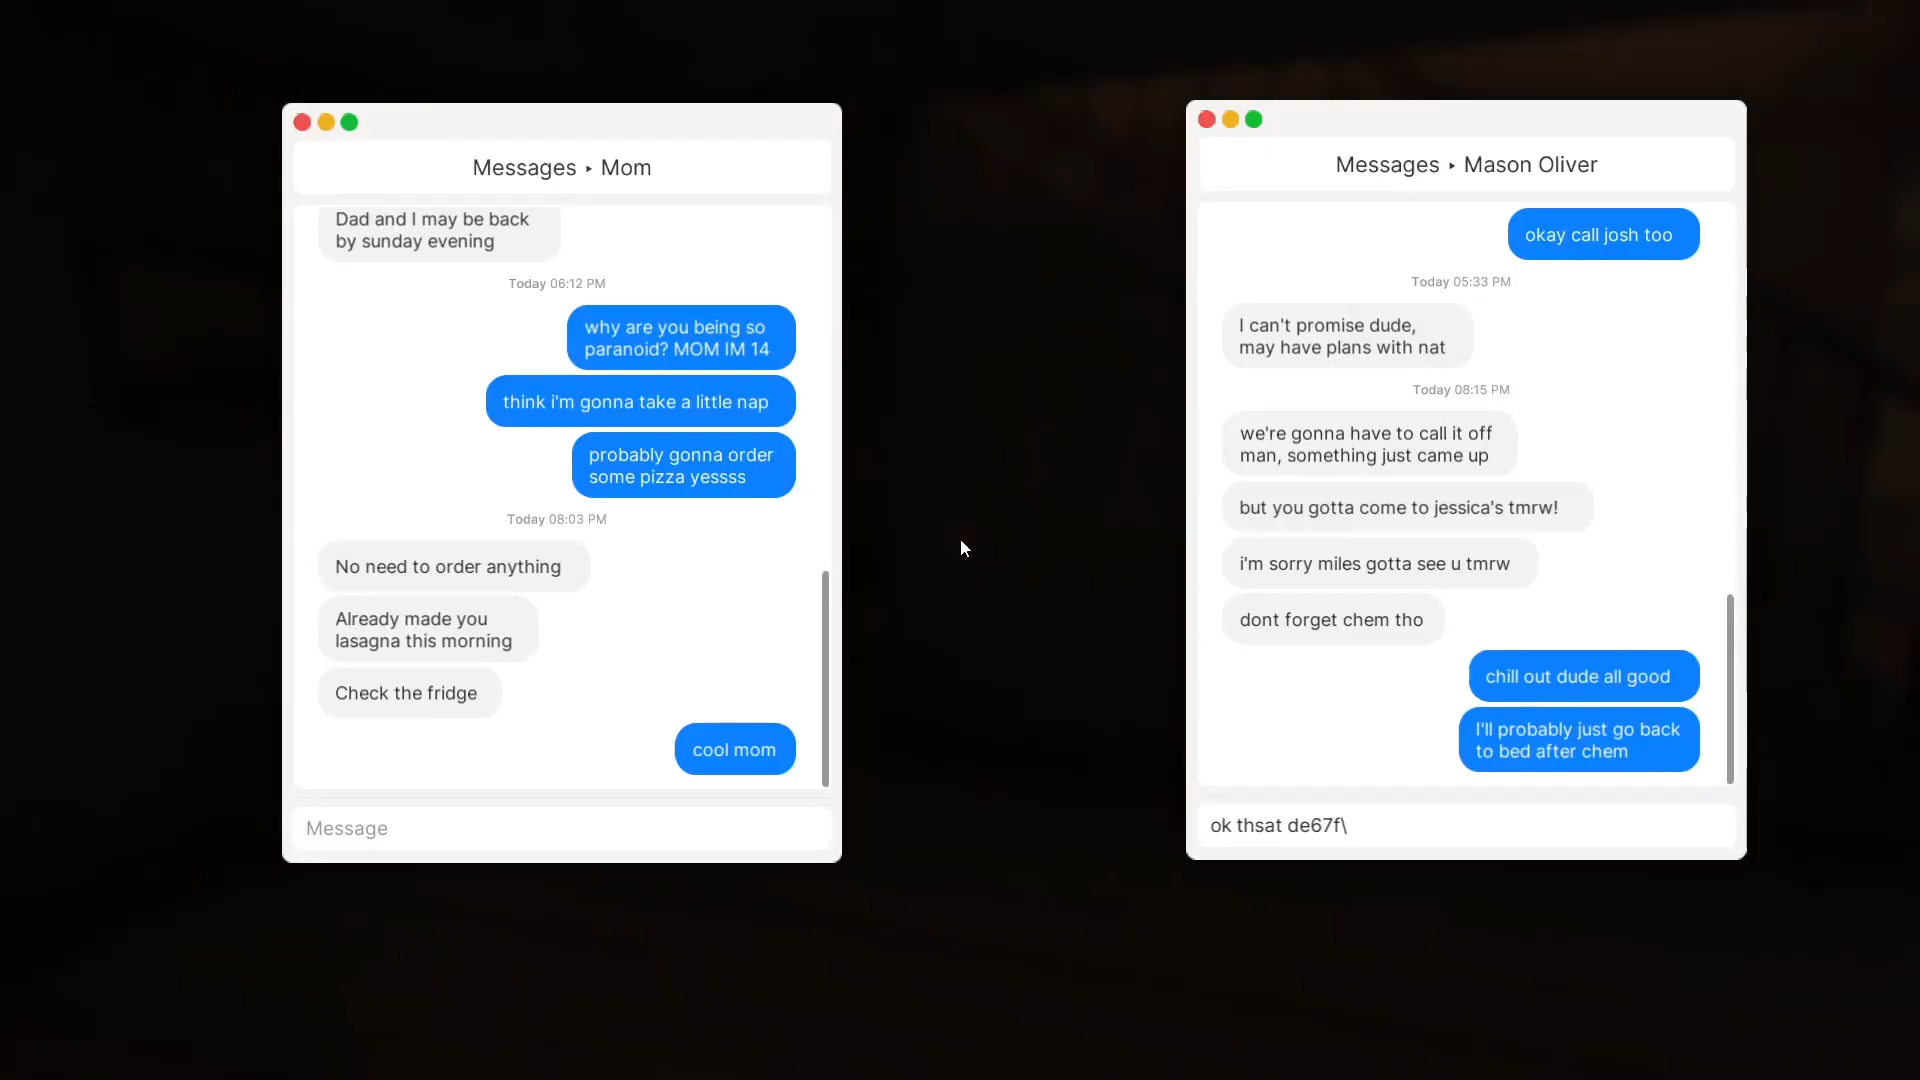 Messages ‣ Mom
Dad and I may be back
by sunday evening
Today 06:12 PM
why are you being so
paranoid? MOM IM 14
think i'm gonna take a little nap
probably gonna order
some pizza yessss
Today 08:03 PM
No need to order anything
Already made you
lasagna this morning
Check the fridge
cool mom
Message
Messages ‣ Mason Oliver
okay call josh too
Today 05:33 PM
I can't promise dude,
may have plans with nat
Today 08:15 PM
we're gonna have to call it off
man, something just came up
but you gotta come to jessica's tmrw!
i'm sorry miles gotta see u tmrw
dont forget chem tho
chill out dude all good
I'll probably just go back
to bed after chem
ok thsat de67f\